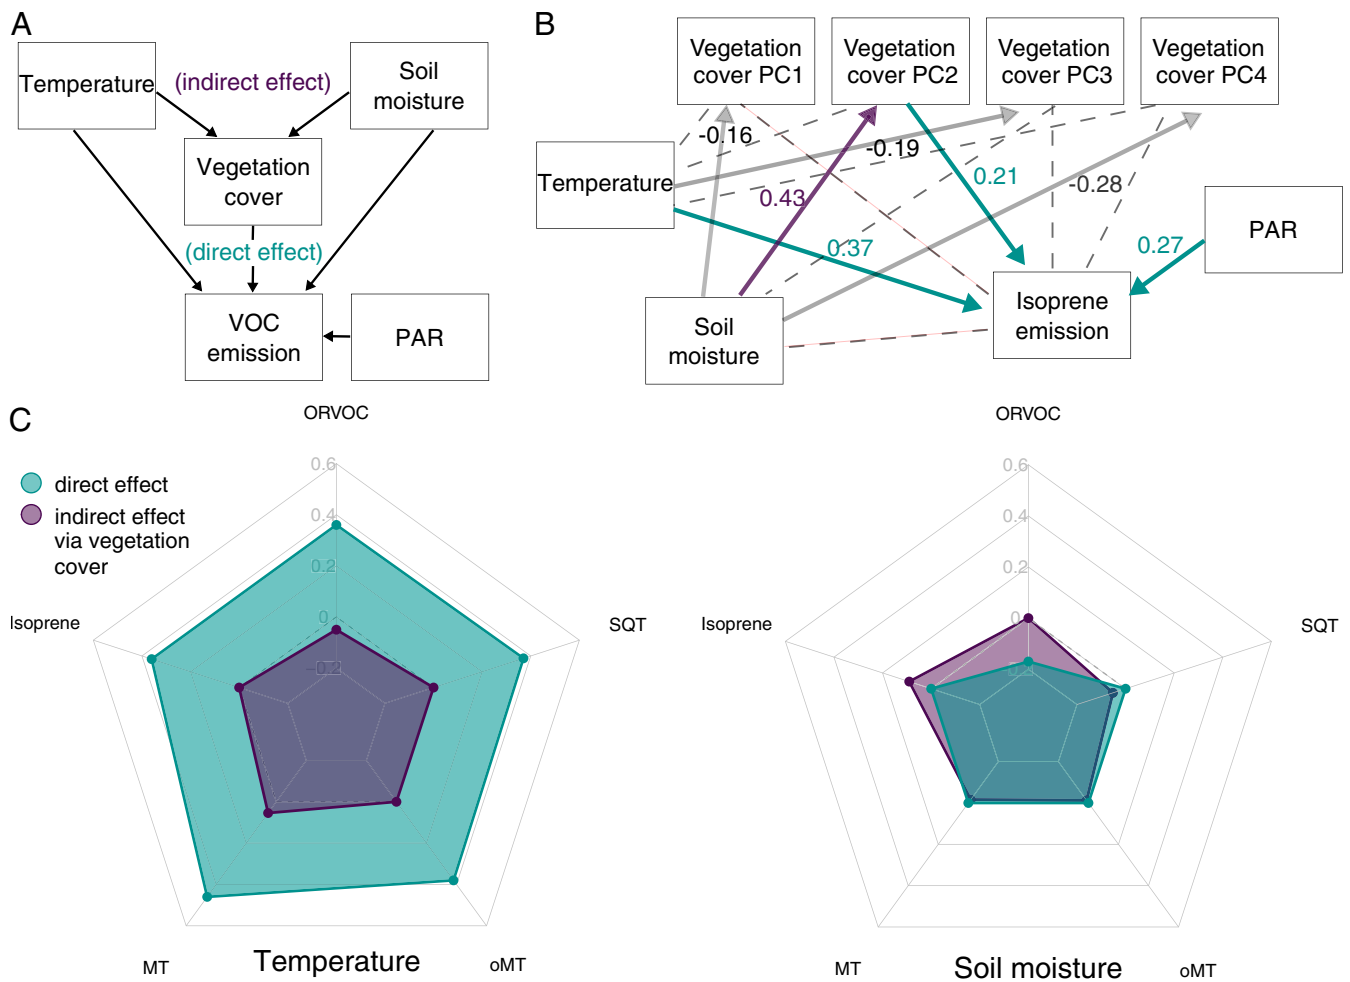 A
Temperature
(indirect effect)
Soil
moisture
Vegetation
cover
(direct effect)
VOC
emission
PAR
B
Vegetation
cover PC1
Vegetation
cover PC2
Vegetation
cover PC3
Vegetation
cover PC4
-0.16
-0.19
Temperature
0.43
0.21
-0.28
PAR
0.37
0.27
Soil
moisture
Isoprene
emission
C
direct effect
indirect effect
via vegetation
cover
ORVOC
0.6
0.4
0.2
0
-0.2
Isoprene
SQT
MT
Temperature
oMT
ORVOC
0.6
0.4
0.2
0
Isoprene
SQT
MT
Soil moisture
oMT